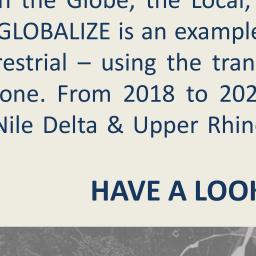 the Globe, the Local,
GLOBALIZE is an example
restrial – using the tran
one. From 2018 to 202
Nile Delta & Upper Rhin
HAVE A LOOK